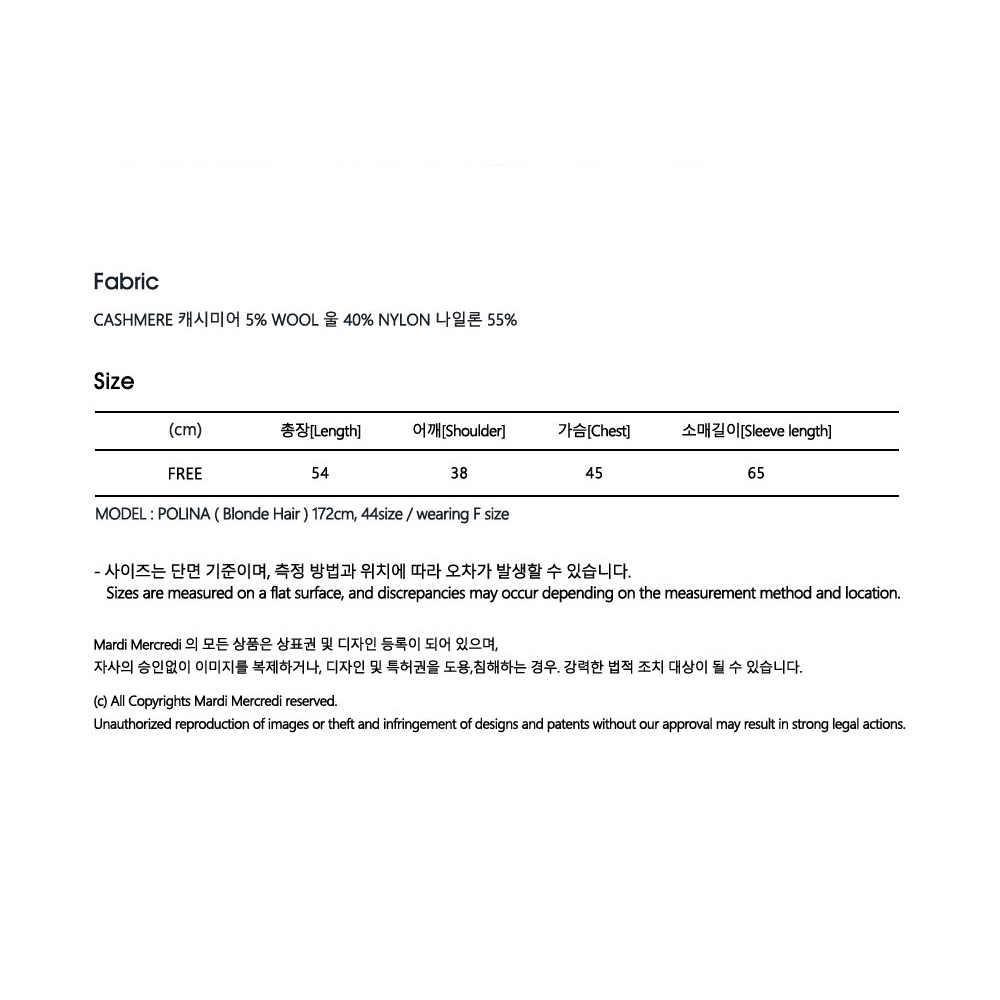 Fabric
CASHMERE 캐시미어 5% WOOL 울 40% NYLON 나일론 55%
Size
(cm) 총장[Length] 어깨[Shoulder] 가슴[Chest] 소매길이[Sleeve length]
FREE 54 38 45 65
MODEL : POLINA ( Blonde Hair ) 172cm, 44size / wearing F size
- 사이즈는 단면 기준이며, 측정 방법과 위치에 따라 오차가 발생할 수 있습니다.
Sizes are measured on a flat surface, and discrepancies may occur depending on the measurement method and location.
Mardi Mercredi 의 모든 상품은 상표권 및 디자인 등록이 되어 있으며,
자사의 승인없이 이미지를 복제하거나, 디자인 및 특허권을 도용,침해하는 경우. 강력한 법적 조치 대상이 될 수 있습니다.
(c) All Copyrights Mardi Mercredi reserved.
Unauthorized reproduction of images or theft and infringement of designs and patents without our approval may result in strong legal actions.